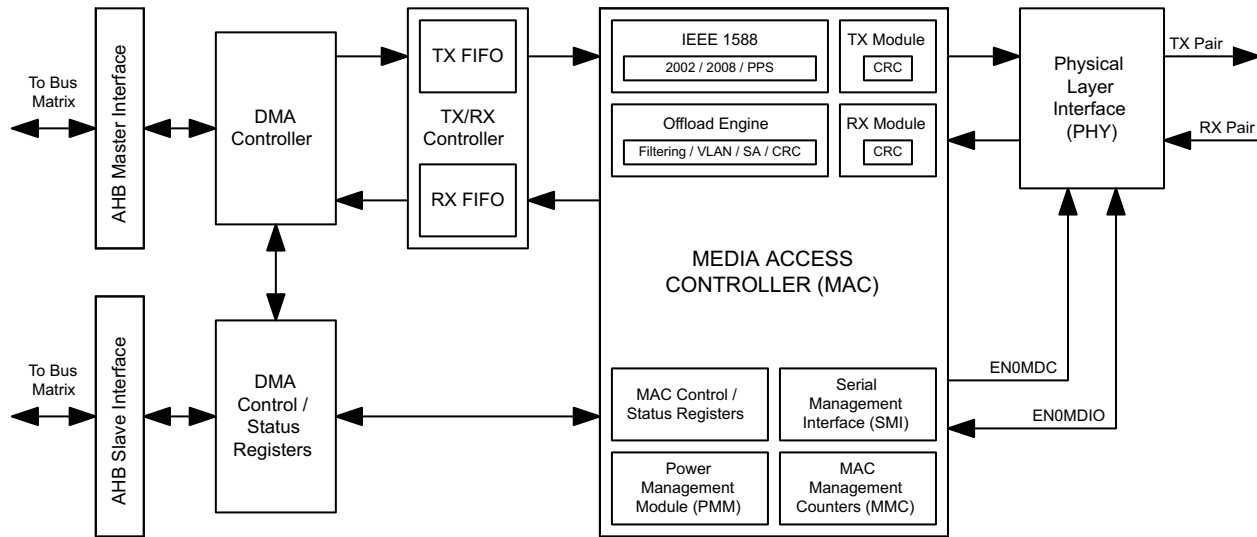 To Bus
Matrix
AHB Master Interface
DMA
Controller
TX FIFO
TX/RX
Controller
RX FIFO
IEEE 1588
2002 / 2008 / PPS
TX Module
CRC
Offload Engine
Filtering / VLAN / SA / CRC
RX Module
CRC
MEDIA ACCESS
CONTROLLER (MAC)
Physical
Layer
Interface
(PHY)
TX Pair
RX Pair
To Bus
Matrix
AHB Slave Interface
DMA
Control /
Status
Registers
MAC Control /
Status Registers
Serial
Management
Interface (SMI)
Power
Management
Module (PMM)
MAC
Management
Counters (MMC)
EN0MDC
EN0MDIO